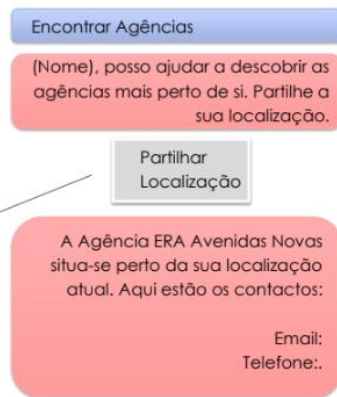 Encontrar Agências
(Nome), posso ajudar a descobrir as
agências mais perto de si. Partilhe a
sua localização.
Partilhar
Localização
A Agência ERA Avenidas Novas
situa-se perto da sua localização
atual. Aqui estão os contactos:
Email:
Telefone:.